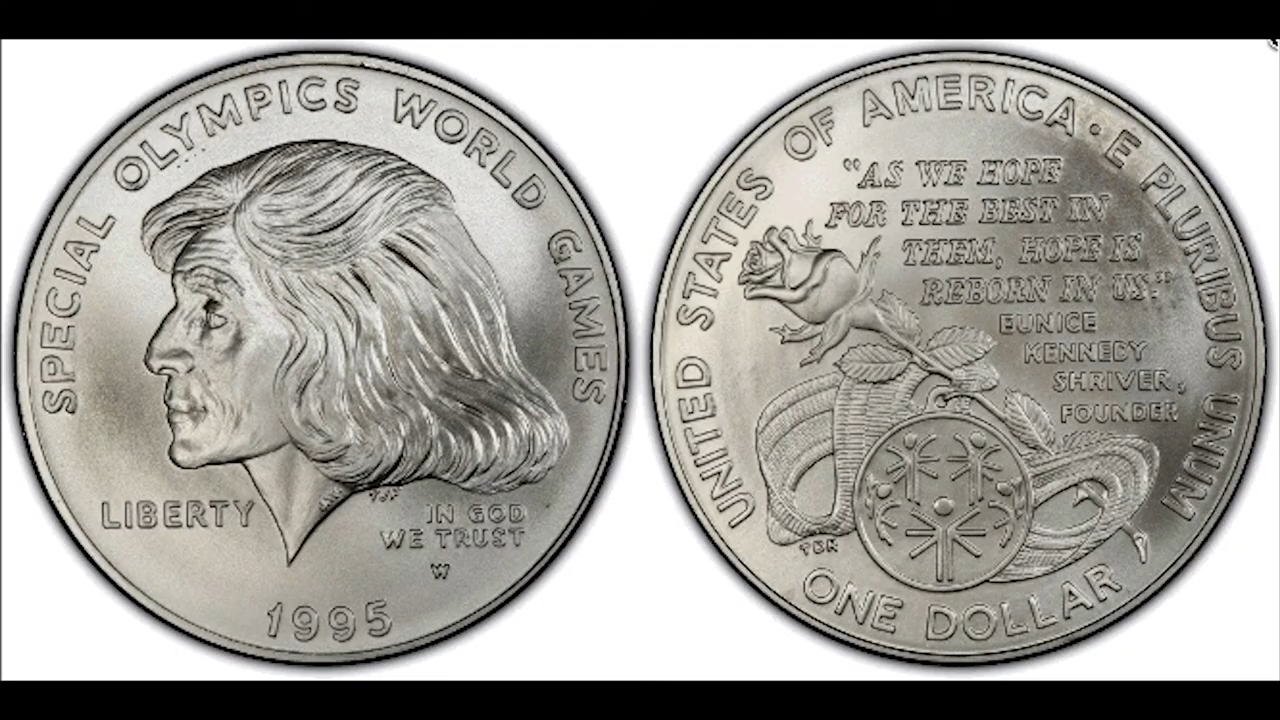 SPECIAL OLYMPICS WORLD GAMES
LIBERTY
IN GOD
WE TRUST
W
1995
UNITED STATES OF AMERICA · E PLURIBUS UNUM
"AS WE HOPE
FOR THE BEST IN
THEM, HOPE IS
REBORN IN US."
EUNICE
KENNEDY
SHRIVER,
FOUNDER
ONE DOLLAR